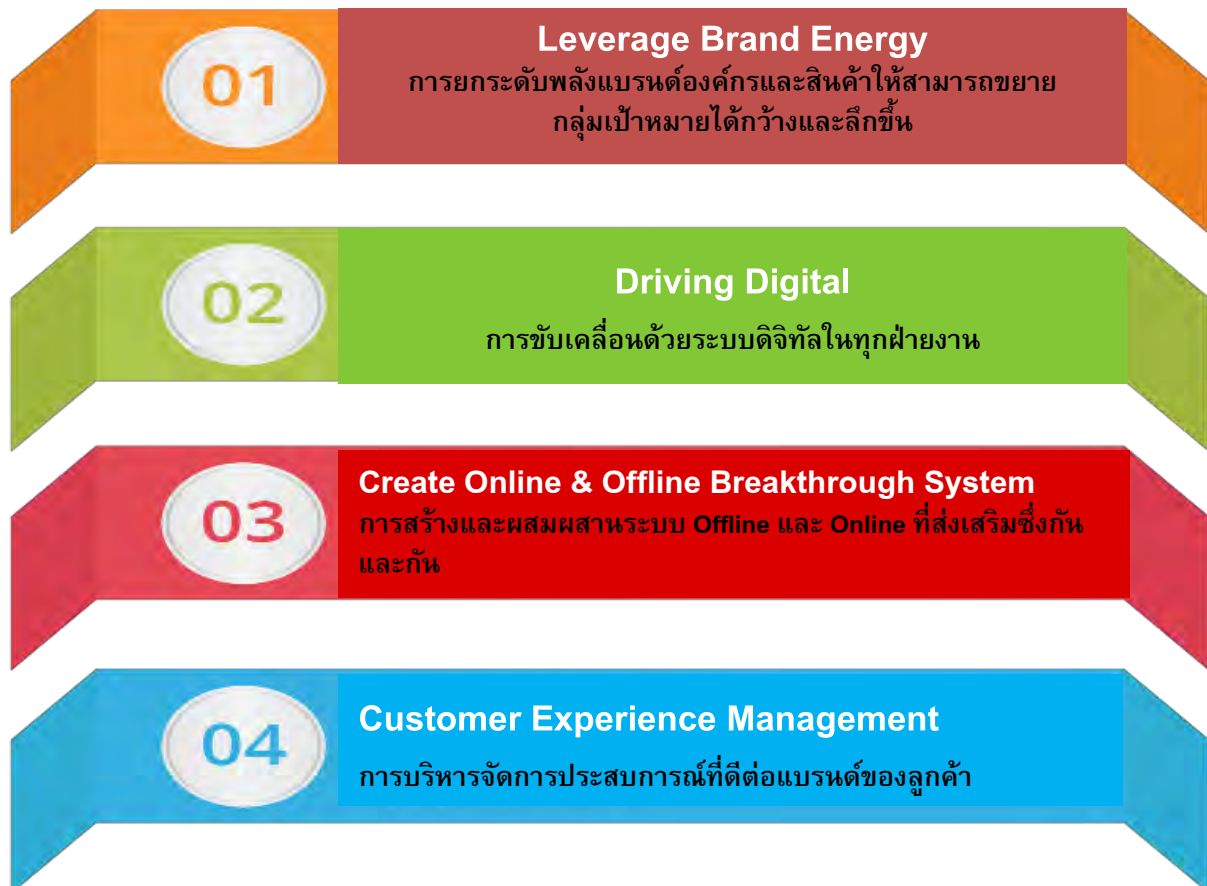 01
Leverage Brand Energy
การยกระดับพลังแบรนด์องค์กรและสินค้าให้สามารถขยาย
กลุ่มเป้าหมายได้กว้างและลึกขึ้น
02
Driving Digital
การขับเคลื่อนด้วยระบบดิจิทัลในทุกฝ่ายงาน
03
Create Online & Offline Breakthrough System
การสร้างและผสมผสานระบบ Offline และ Online ที่ส่งเสริมซึ่งกัน
และกัน
04
Customer Experience Management
การบริหารจัดการประสบการณ์ที่ดีต่อแบรนด์ของลูกค้า